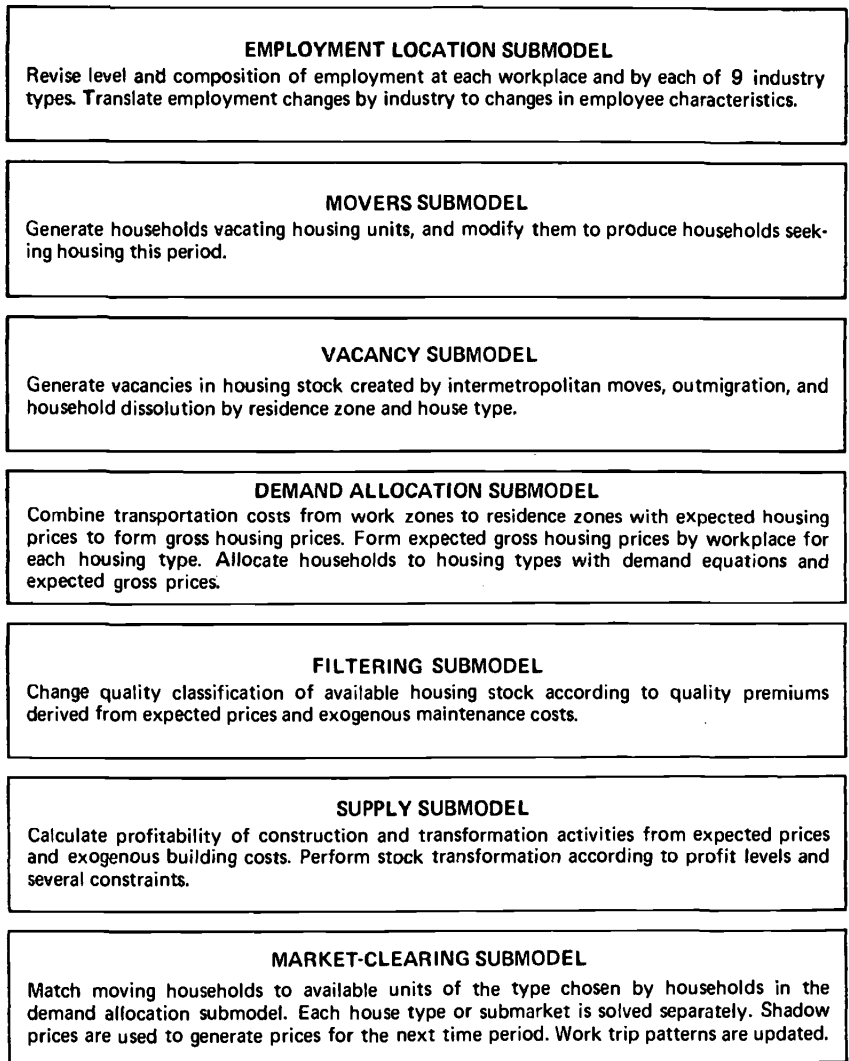 EMPLOYMENT LOCATION SUBMODEL
Revise level and composition of employment at each workplace and by each of 9 industry
types. Translate employment changes by industry to changes in employee characteristics.
MOVERS SUBMODEL
Generate households vacating housing units, and modify them to produce households seek-
ing housing this period.
VACANCY SUBMODEL
Generate vacancies in housing stock created by intermetropolitan moves, outmigration, and
household dissolution by residence zone and house type.
DEMAND ALLOCATION SUBMODEL
Combine transportation costs from work zones to residence zones with expected housing
prices to form gross housing prices. Form expected gross housing prices by workplace for
each housing type. Allocate households to housing types with demand equations and
expected gross prices.
FILTERING SUBMODEL
Change quality classification of available housing stock according to quality premiums
derived from expected prices and exogenous maintenance costs.
SUPPLY SUBMODEL
Calculate profitability of construction and transformation activities from expected prices
and exogenous building costs. Perform stock transformation according to profit levels and
several constraints.
MARKET-CLEARING SUBMODEL
Match moving households to available units of the type chosen by households in the
demand allocation submodel. Each house type or submarket is solved separately. Shadow
prices are used to generate prices for the next time period. Work trip patterns are updated.